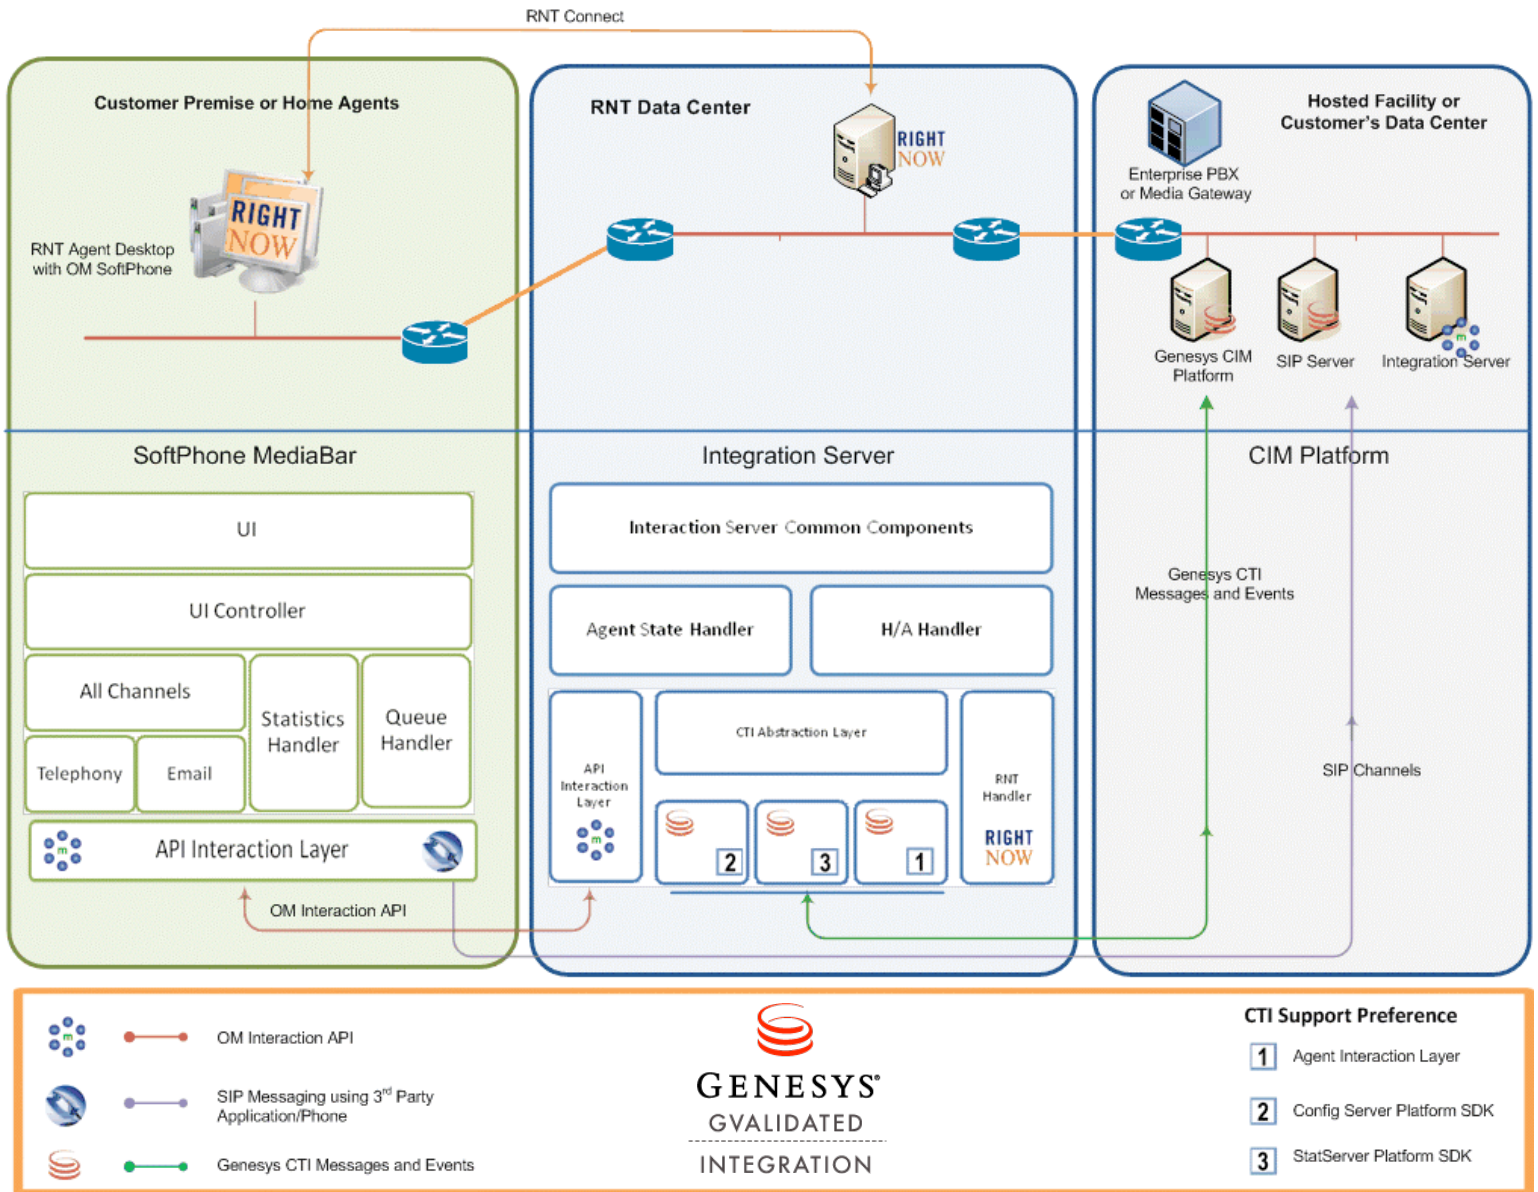 RNT Connect
Customer Premise or Home Agents
RIGHT
NOW
RNT Agent Desktop
with OM SoftPhone
RNT Data Center
RIGHT
NOW
Hosted Facility or
Customer's Data Center
Enterprise PBX
or Media Gateway
Genesys CIM
Platform
SIP Server
m
Integration Server
SoftPhone MediaBar
UI
UI Controller
All Channels
Telephony
Email
Statistics
Handler
Queue
Handler
m
API Interaction Layer
OM Interaction API
Integration Server
Interaction Server Common Components
Agent State Handler
H/A Handler
API
Interaction
Layer
m
CTI Abstraction Layer
2
3
1
RNT
Handler
RIGHT
NOW
CIM Platform
Genesys CTI
Messages and Events
SIP Channels
m
OM Interaction API
SIP Messaging using 3rd Party
Application/Phone
Genesys CTI Messages and Events
GENESYS®
GVALIDATED
INTEGRATION
CTI Support Preference
1 Agent Interaction Layer
2 Config Server Platform SDK
3 StatServer Platform SDK